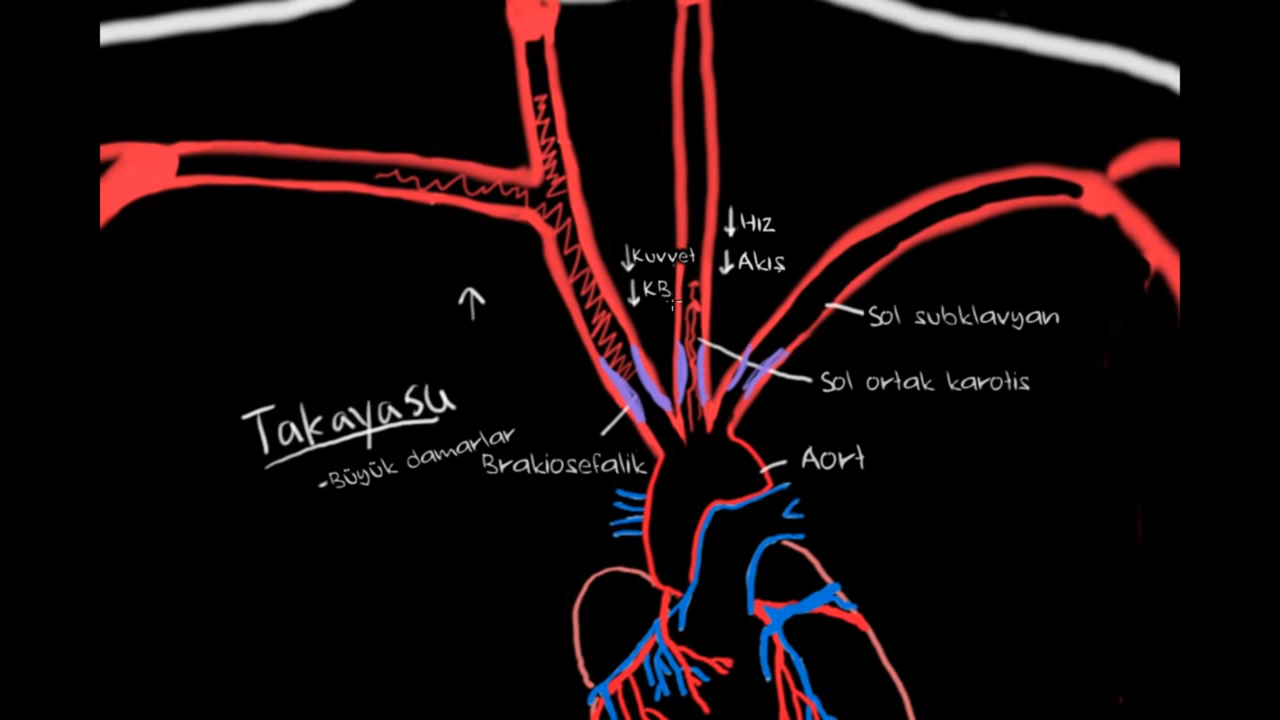 ↓Hız
↓Kuvvet
↓Akış
↓KB
Sol subklavyan
Sol ortak karotis
Takayasu
-Büyük damarlar
Brakiosefalik
Aort